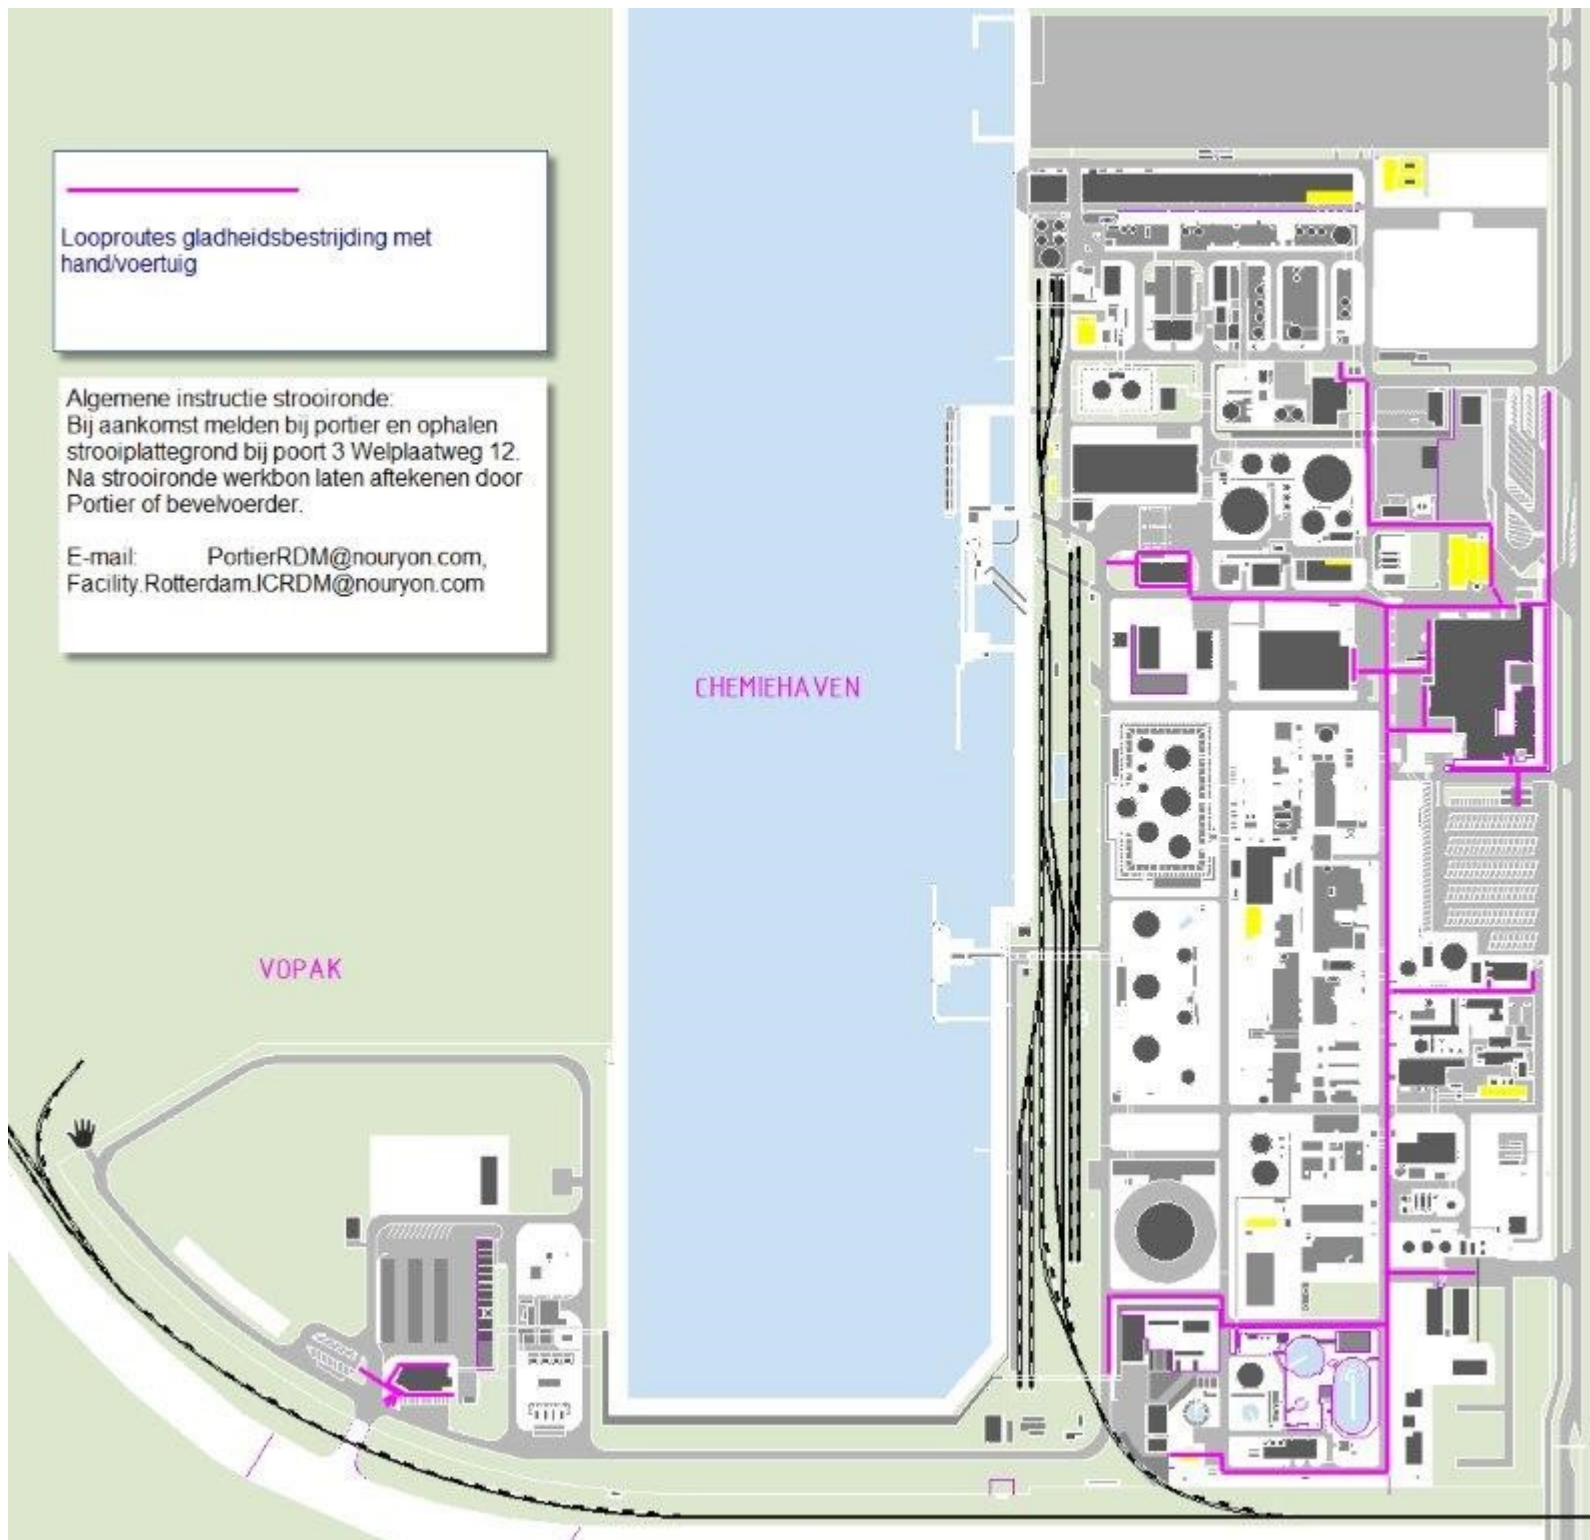 Looproutes gladheidsbestrijding met
hand/voertuig
Algemene instructie strooironde:
Bij aankomst melden bij portier en ophalen
strooiplattegrond bij poort 3 Welplaatweg 12.
Na strooironde werkbon laten aftekenen door
Portier of bevelvoerder.
E-mail: PortierRDM@nouryon.com,
Facility.Rotterdam.ICRDM@nouryon.com
CHEMIEHAVEN
VOPAK